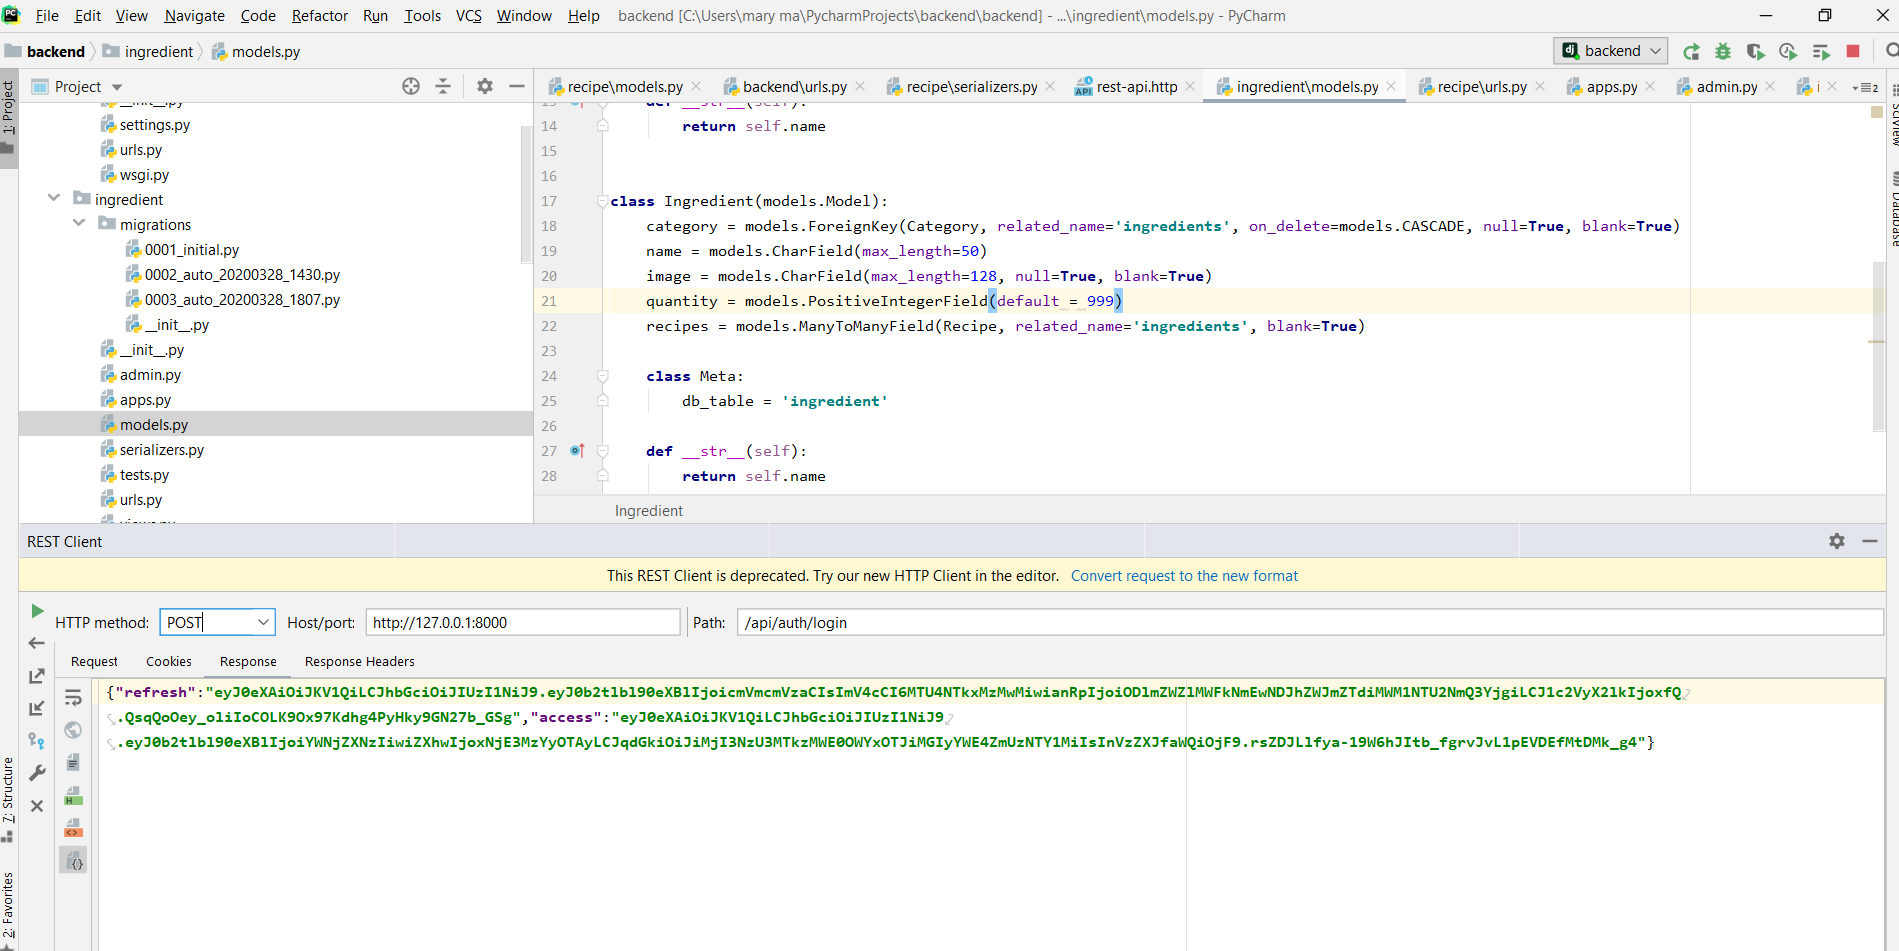 File Edit View Navigate Code Refactor Run Tools VCS Window Help backend [C:\Users\mary ma\PycharmProjects\backend\backend] - ...\ingredient\models.py - PyCharm
backend ingredient models.py
dj backend
Project
recipe\models.py backend\urls.py recipe\serializers.py rest-api.http ingredient\models.py recipe\urls.py apps.py admin.py
1: Project
settings.py
urls.py
wsgi.py
ingredient
migrations
0001_initial.py
0002_auto_20200328_1430.py
0003_auto_20200328_1807.py
__init__.py
__init__.py
admin.py
apps.py
models.py
serializers.py
tests.py
urls.py
def __str__(self):
14 return self.name
15
16
17 class Ingredient(models.Model):
18 category = models.ForeignKey(Category, related_name='ingredients', on_delete=models.CASCADE, null=True, blank=True)
19 name = models.CharField(max_length=50)
20 image = models.CharField(max_length=128, null=True, blank=True)
21 quantity = models.PositiveIntegerField(default = 999)
22 recipes = models.ManyToManyField(Recipe, related_name='ingredients', blank=True)
23
24 class Meta:
25 db_table = 'ingredient'
26
27 def __str__(self):
28 return self.name
Ingredient
SciView
Database
REST Client
This REST Client is deprecated. Try our new HTTP Client in the editor. Convert request to the new format
HTTP method: POST Host/port: http://127.0.0.1:8000 Path: /api/auth/login
Request Cookies Response Response Headers
{"refresh":"eyJ0eXAiOiJKV1QiLCJhbGciOiJIUzI1NiJ9.eyJ0b2tlbl90eXBlIjoicmVmcmVzaCIsImV4cCI6MTU4NTkxMzMwMiwianRpIjoiODlmZWZlMWFkNmEwNDJhZWJmZTdiMWM1NTU2NmQ3YjgiLCJ1c2VyX2lkIjoxfQ
.QsqQoOey_oliIoCOLK9Ox97Kdhg4PyHky9GN27b_GSg","access":"eyJ0eXAiOiJKV1QiLCJhbGciOiJIUzI1NiJ9
.eyJ0b2tlbl90eXBlIjoiYWNjZXNzIiwiZXhwIjoxNjE3MzYyOTAyLCJqdGkiOiJiMjI3NzU3MTkzMWE0OWYxOTJiMGIyYWE4ZmUzNTY1MiIsInVzZXJfaWQiOjF9.rsZDJLlfya-19W6hJItb_fgrvJvL1pEVDEfMtDMk_g4"}
7: Structure
2: Favorites